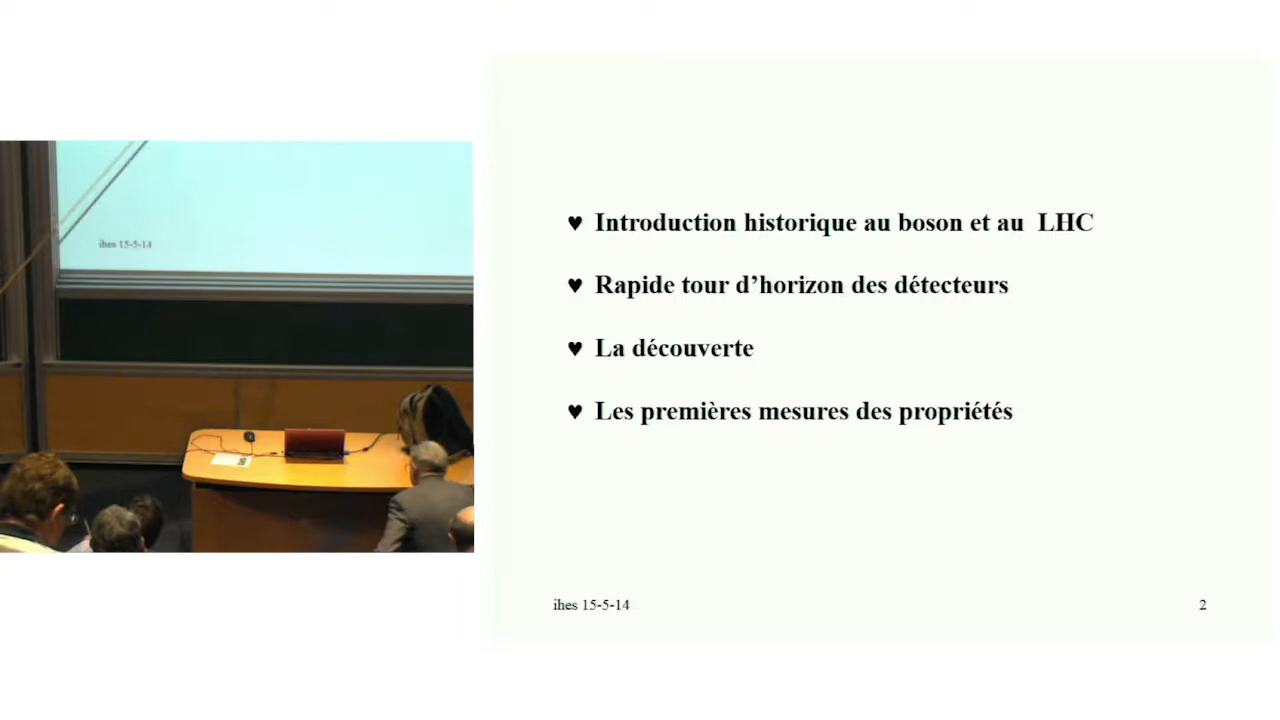 ihes 15-5-14
♥ Introduction historique au boson et au LHC
♥ Rapide tour d’horizon des détecteurs
♥ La découverte
♥ Les premières mesures des propriétés
ihes 15-5-14
2